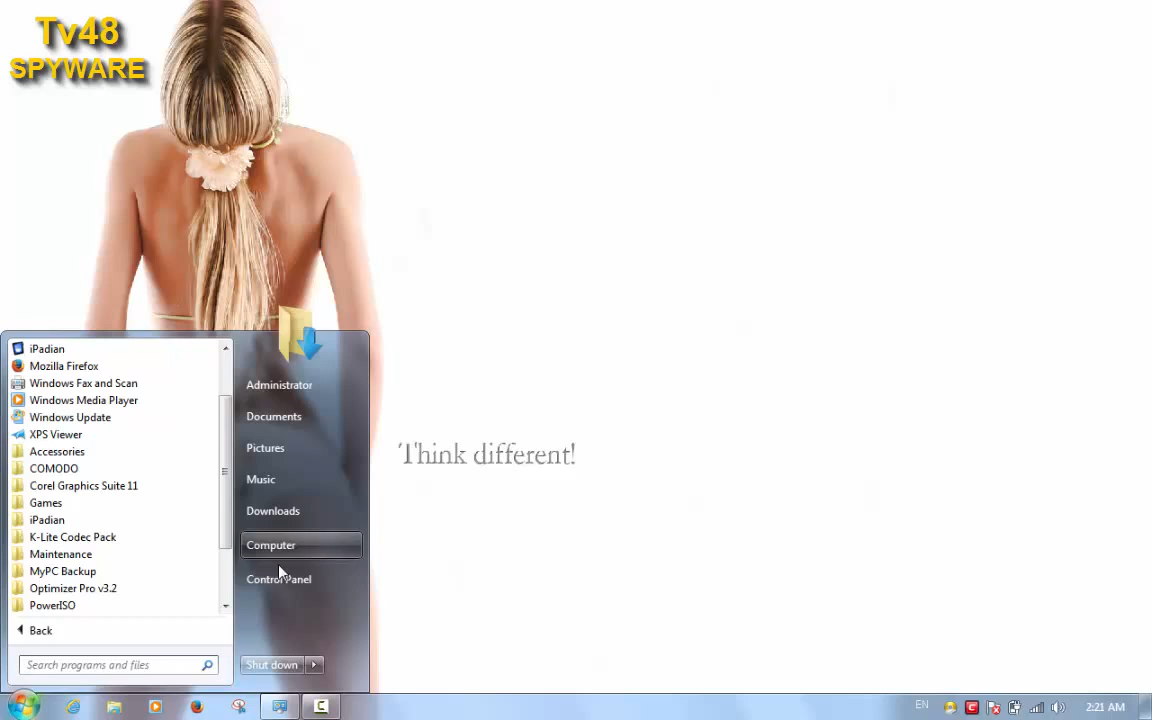 Tv48
SPYWARE
iPadian
Mozilla Firefox
Windows Fax and Scan
Windows Media Player
Windows Update
XPS Viewer
Accessories
COMODO
Corel Graphics Suite 11
Games
iPadian
K-Lite Codec Pack
Maintenance
MyPC Backup
Optimizer Pro v3.2
PowerISO
Back
Search programs and files
Administrator
Documents
Pictures
Music
Downloads
Computer
Control Panel
Shut down
Think different!
EN
2:21 AM